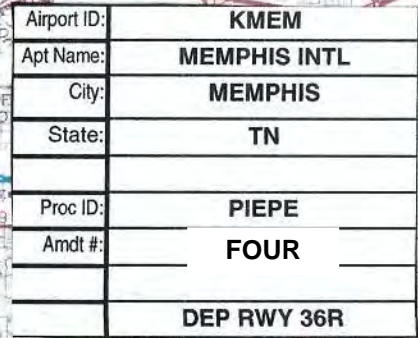 Airport ID: KMEM
Apt Name: MEMPHIS INTL
City: MEMPHIS
State: TN
Proc ID: PIEPE
Amdt #: FOUR
DEP RWY 36R